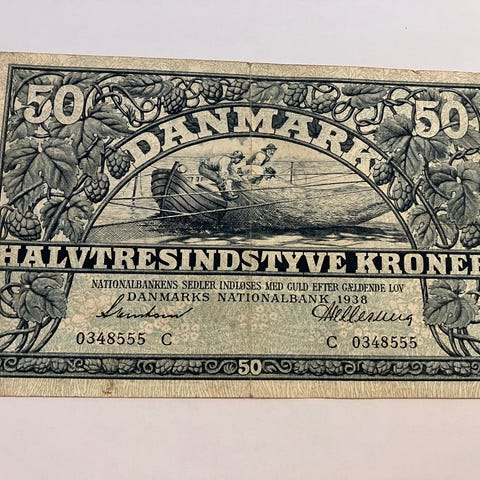 50 50
DANMARK
HALVTRESINDSTYVE KRONER
NATIONALBANKENS SEDLER INDLØSES MED GULD EFTER GÆLDENDE LOV
DANMARKS NATIONALBANK, 1938
0348555 C C 0348555
50